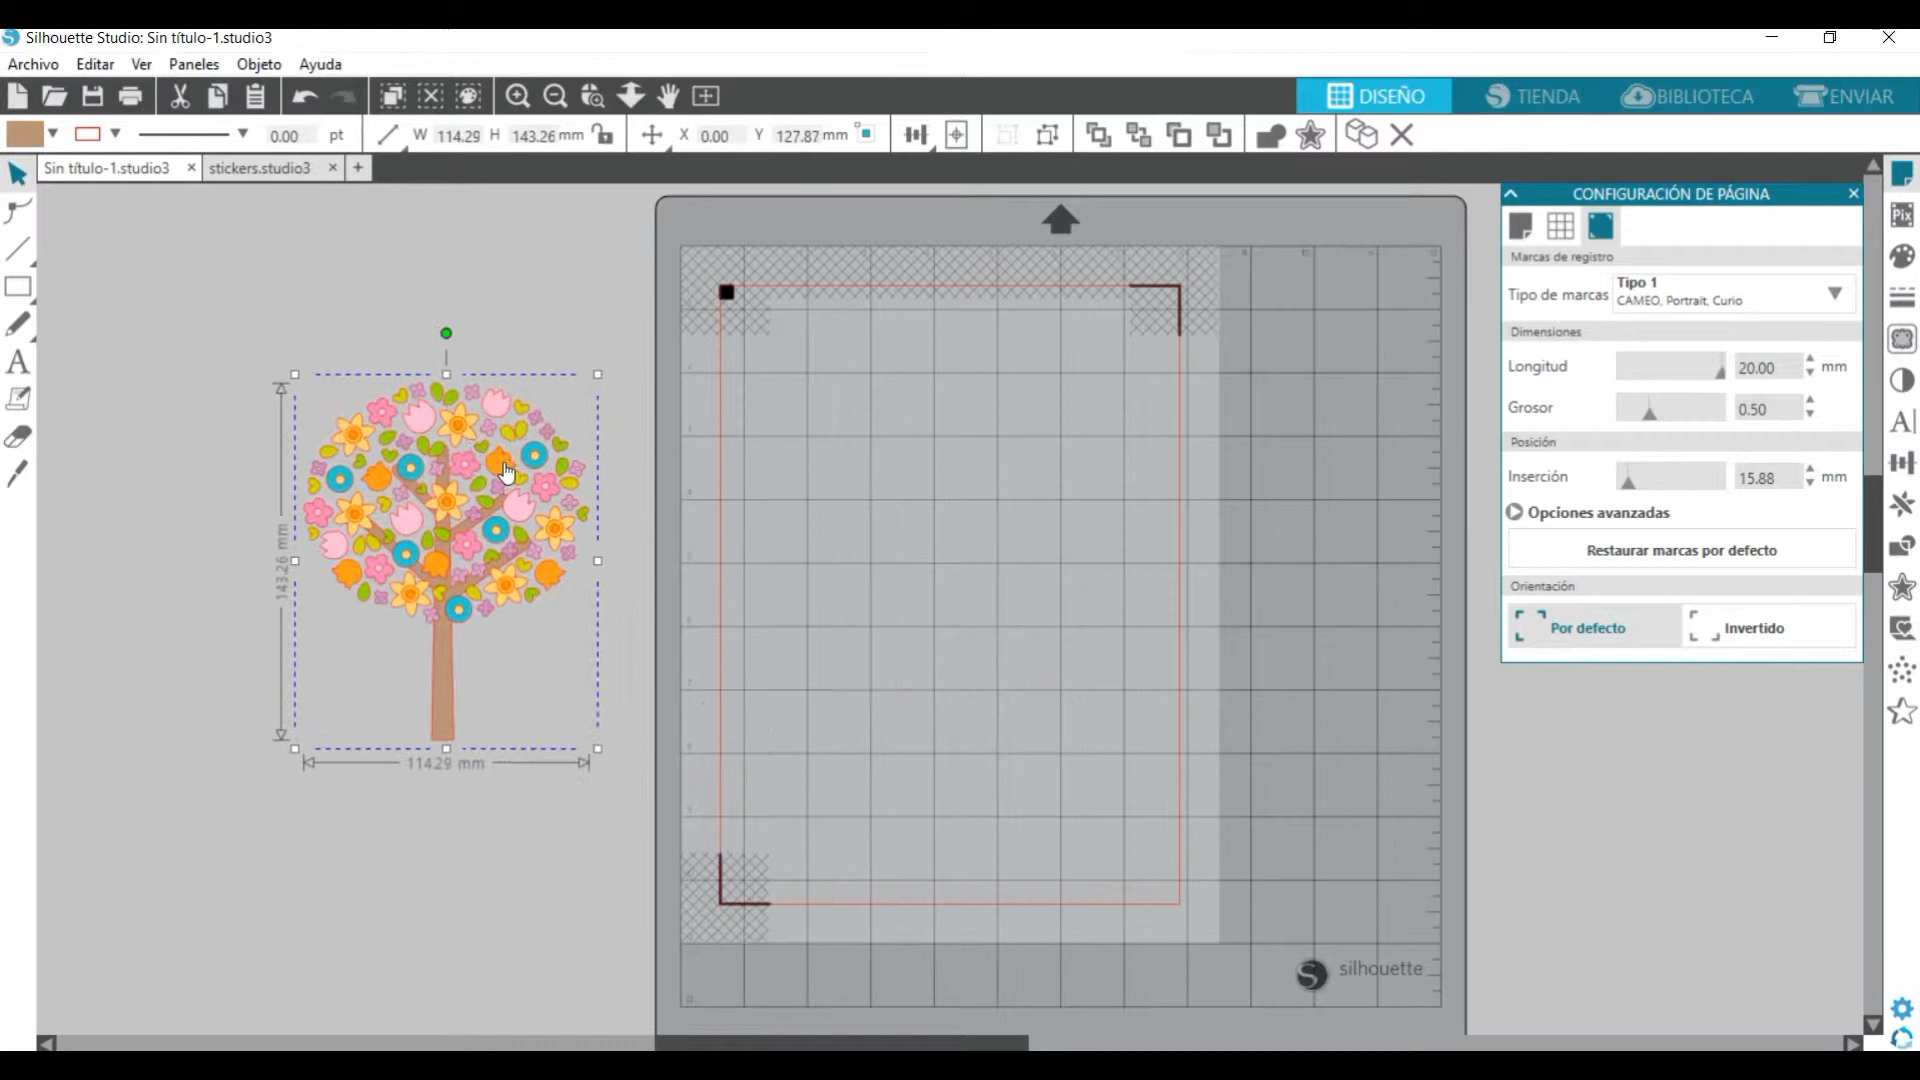 Silhouette Studio: Sin título-1.studio3
Archivo Editar Ver Paneles Objeto Ayuda
DISEÑO TIENDA BIBLIOTECA ENVIAR
0.00 pt W 114.29 H 143.26 mm X 0.00 Y 127.87 mm
Sin título-1.studio3 stickers.studio3
CONFIGURACIÓN DE PÁGINA
Pix
Marcas de registro
Tipo de marcas
Tipo 1
CAMEO, Portrait, Curio
Dimensiones
Longitud 20.00 mm
Grosor 0.50
Posición
Inserción 15.88 mm
Opciones avanzadas
Restaurar marcas por defecto
Orientación
Por defecto Invertido
143.26 mm
114.29 mm
silhouette